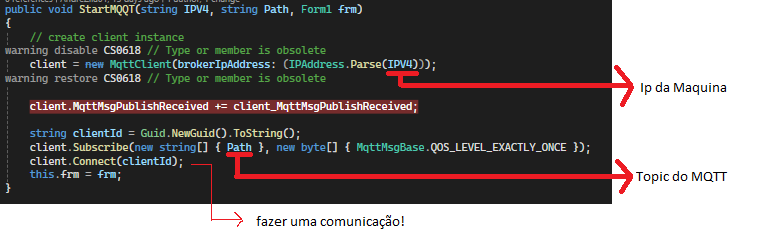 public void StartMQQT(string IPV4, string Path, Form1 frm)
{
// create client instance
warning disable CS0618 // Type or member is obsolete
client = new MqttClient(brokerIpAddress: (IPAddress.Parse(IPV4)));
warning restore CS0618 // Type or member is obsolete
Ip da Maquina
client.MqttMsgPublishReceived += client_MqttMsgPublishReceived;
string clientId = Guid.NewGuid().ToString();
client.Subscribe(new string[] { Path }, new byte[] { MqttMsgBase.QOS_LEVEL_EXACTLY_ONCE });
client.Connect(clientId);
this.frm = frm;
Topic do MQTT
}
fazer uma comunicação!